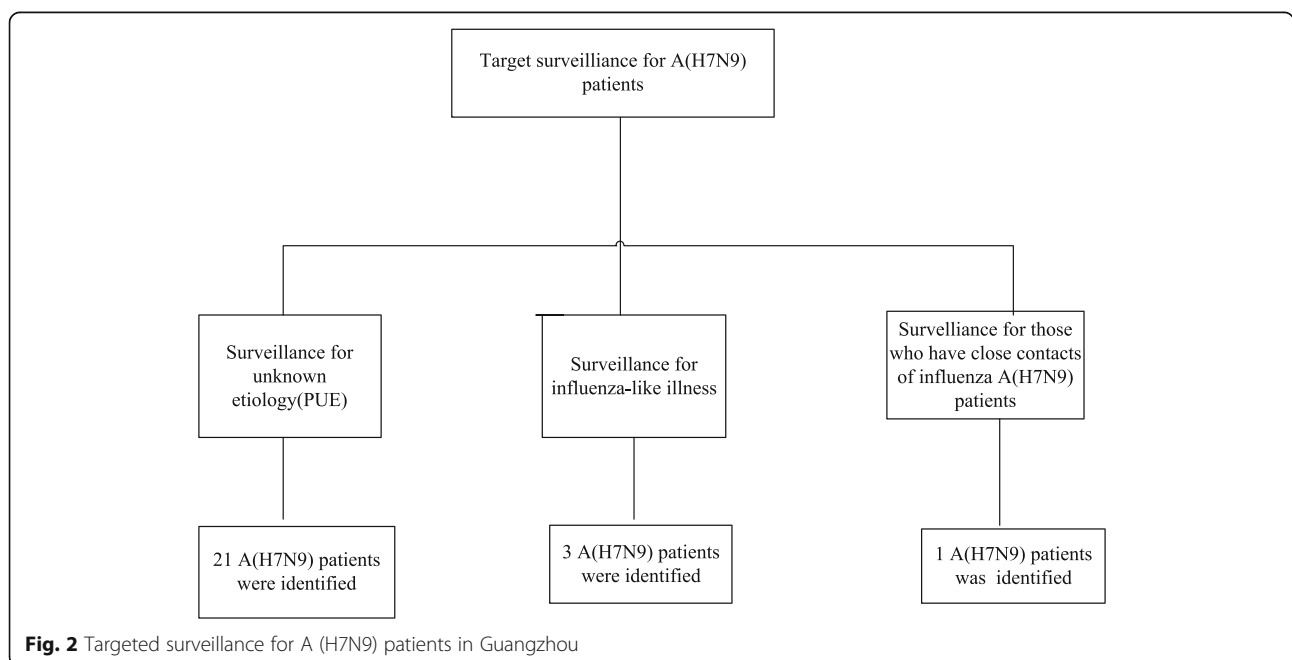 Target surveilliance for A(H7N9)
patients
Surveillance for
unknown
etiology(PUE)
Surveillance for
influenza-like illness
Survelliance for those
who have close contacts
of influenza A(H7N9)
patients
21 A(H7N9) patients
were identified
3 A(H7N9) patients
were identified
1 A(H7N9) patients
was identified
Fig. 2 Targeted surveillance for A (H7N9) patients in Guangzhou